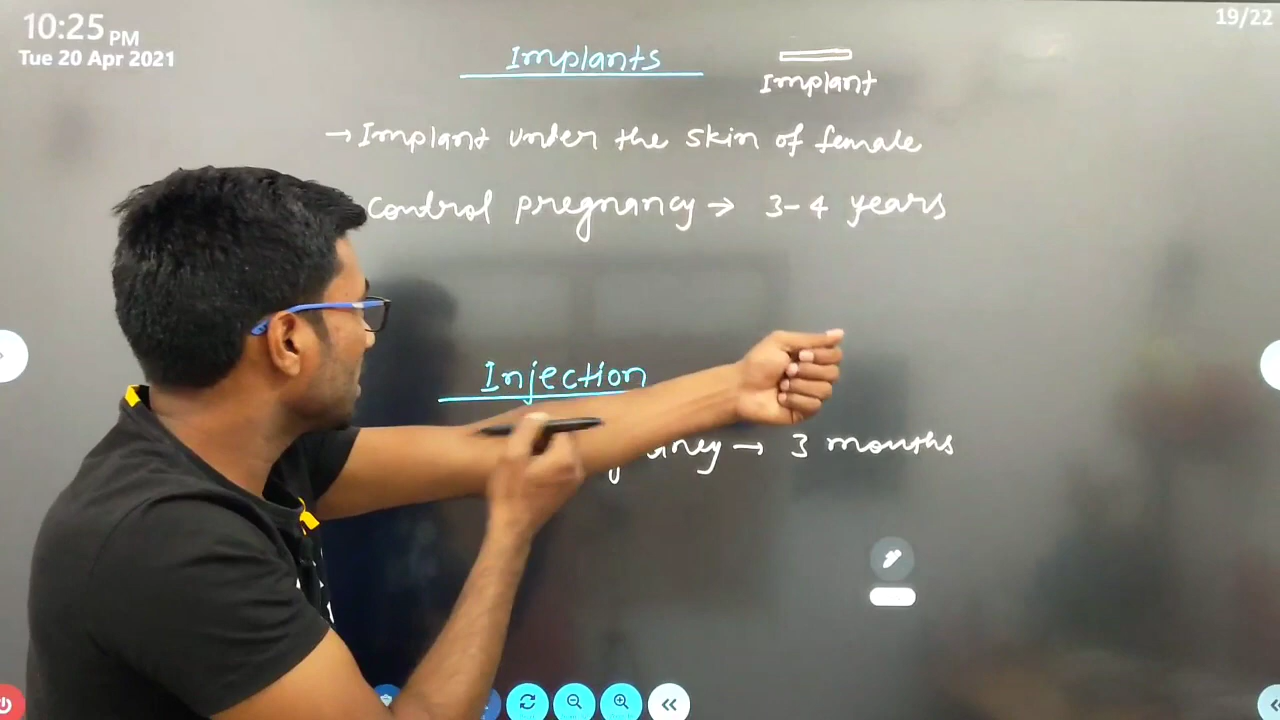 10:25 PM
Tue 20 Apr 2021
19/22
Implants
Implant
→ Implant under the skin of female
control pregnancy → 3-4 years
Injection
→ 3 months